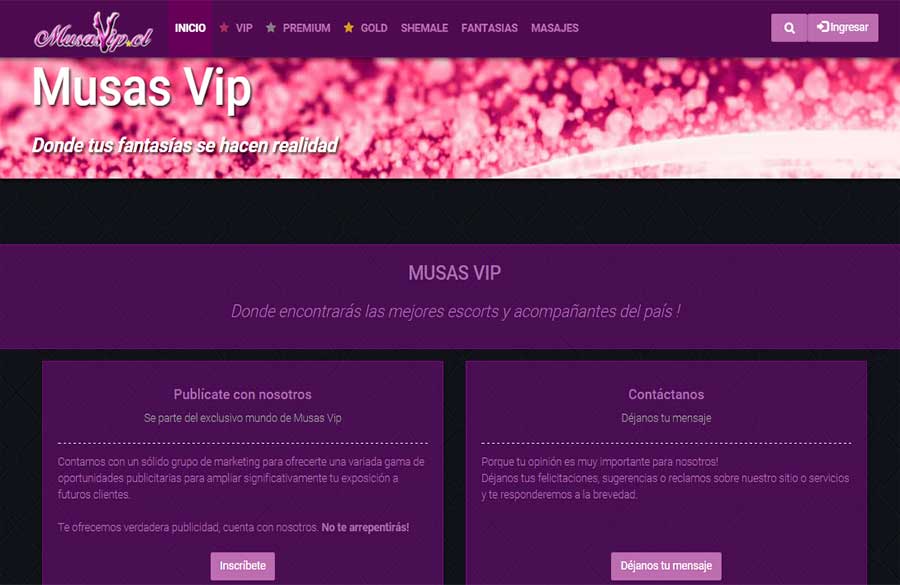 MusasVip.cl
INICIO VIP PREMIUM GOLD SHEMALE FANTASIAS MASAJES Ingresar
Musas Vip
Donde tus fantasías se hacen realidad
MUSAS VIP
Donde encontrarás las mejores escorts y acompañantes del país !
Publícate con nosotros
Se parte del exclusivo mundo de Musas Vip
Contamos con un sólido grupo de marketing para ofrecerte una variada gama de
oportunidades publicitarias para ampliar significativamente tu exposición a
futuros clientes.
Te ofrecemos verdadera publicidad, cuenta con nosotros. No te arrepentirás!
Inscríbete
Contáctanos
Déjanos tu mensaje
Porque tu opinión es muy importante para nosotros!
Déjanos tus felicitaciones, sugerencias o reclamos sobre nuestro sitio o servicios
y te responderemos a la brevedad.
Déjanos tu mensaje